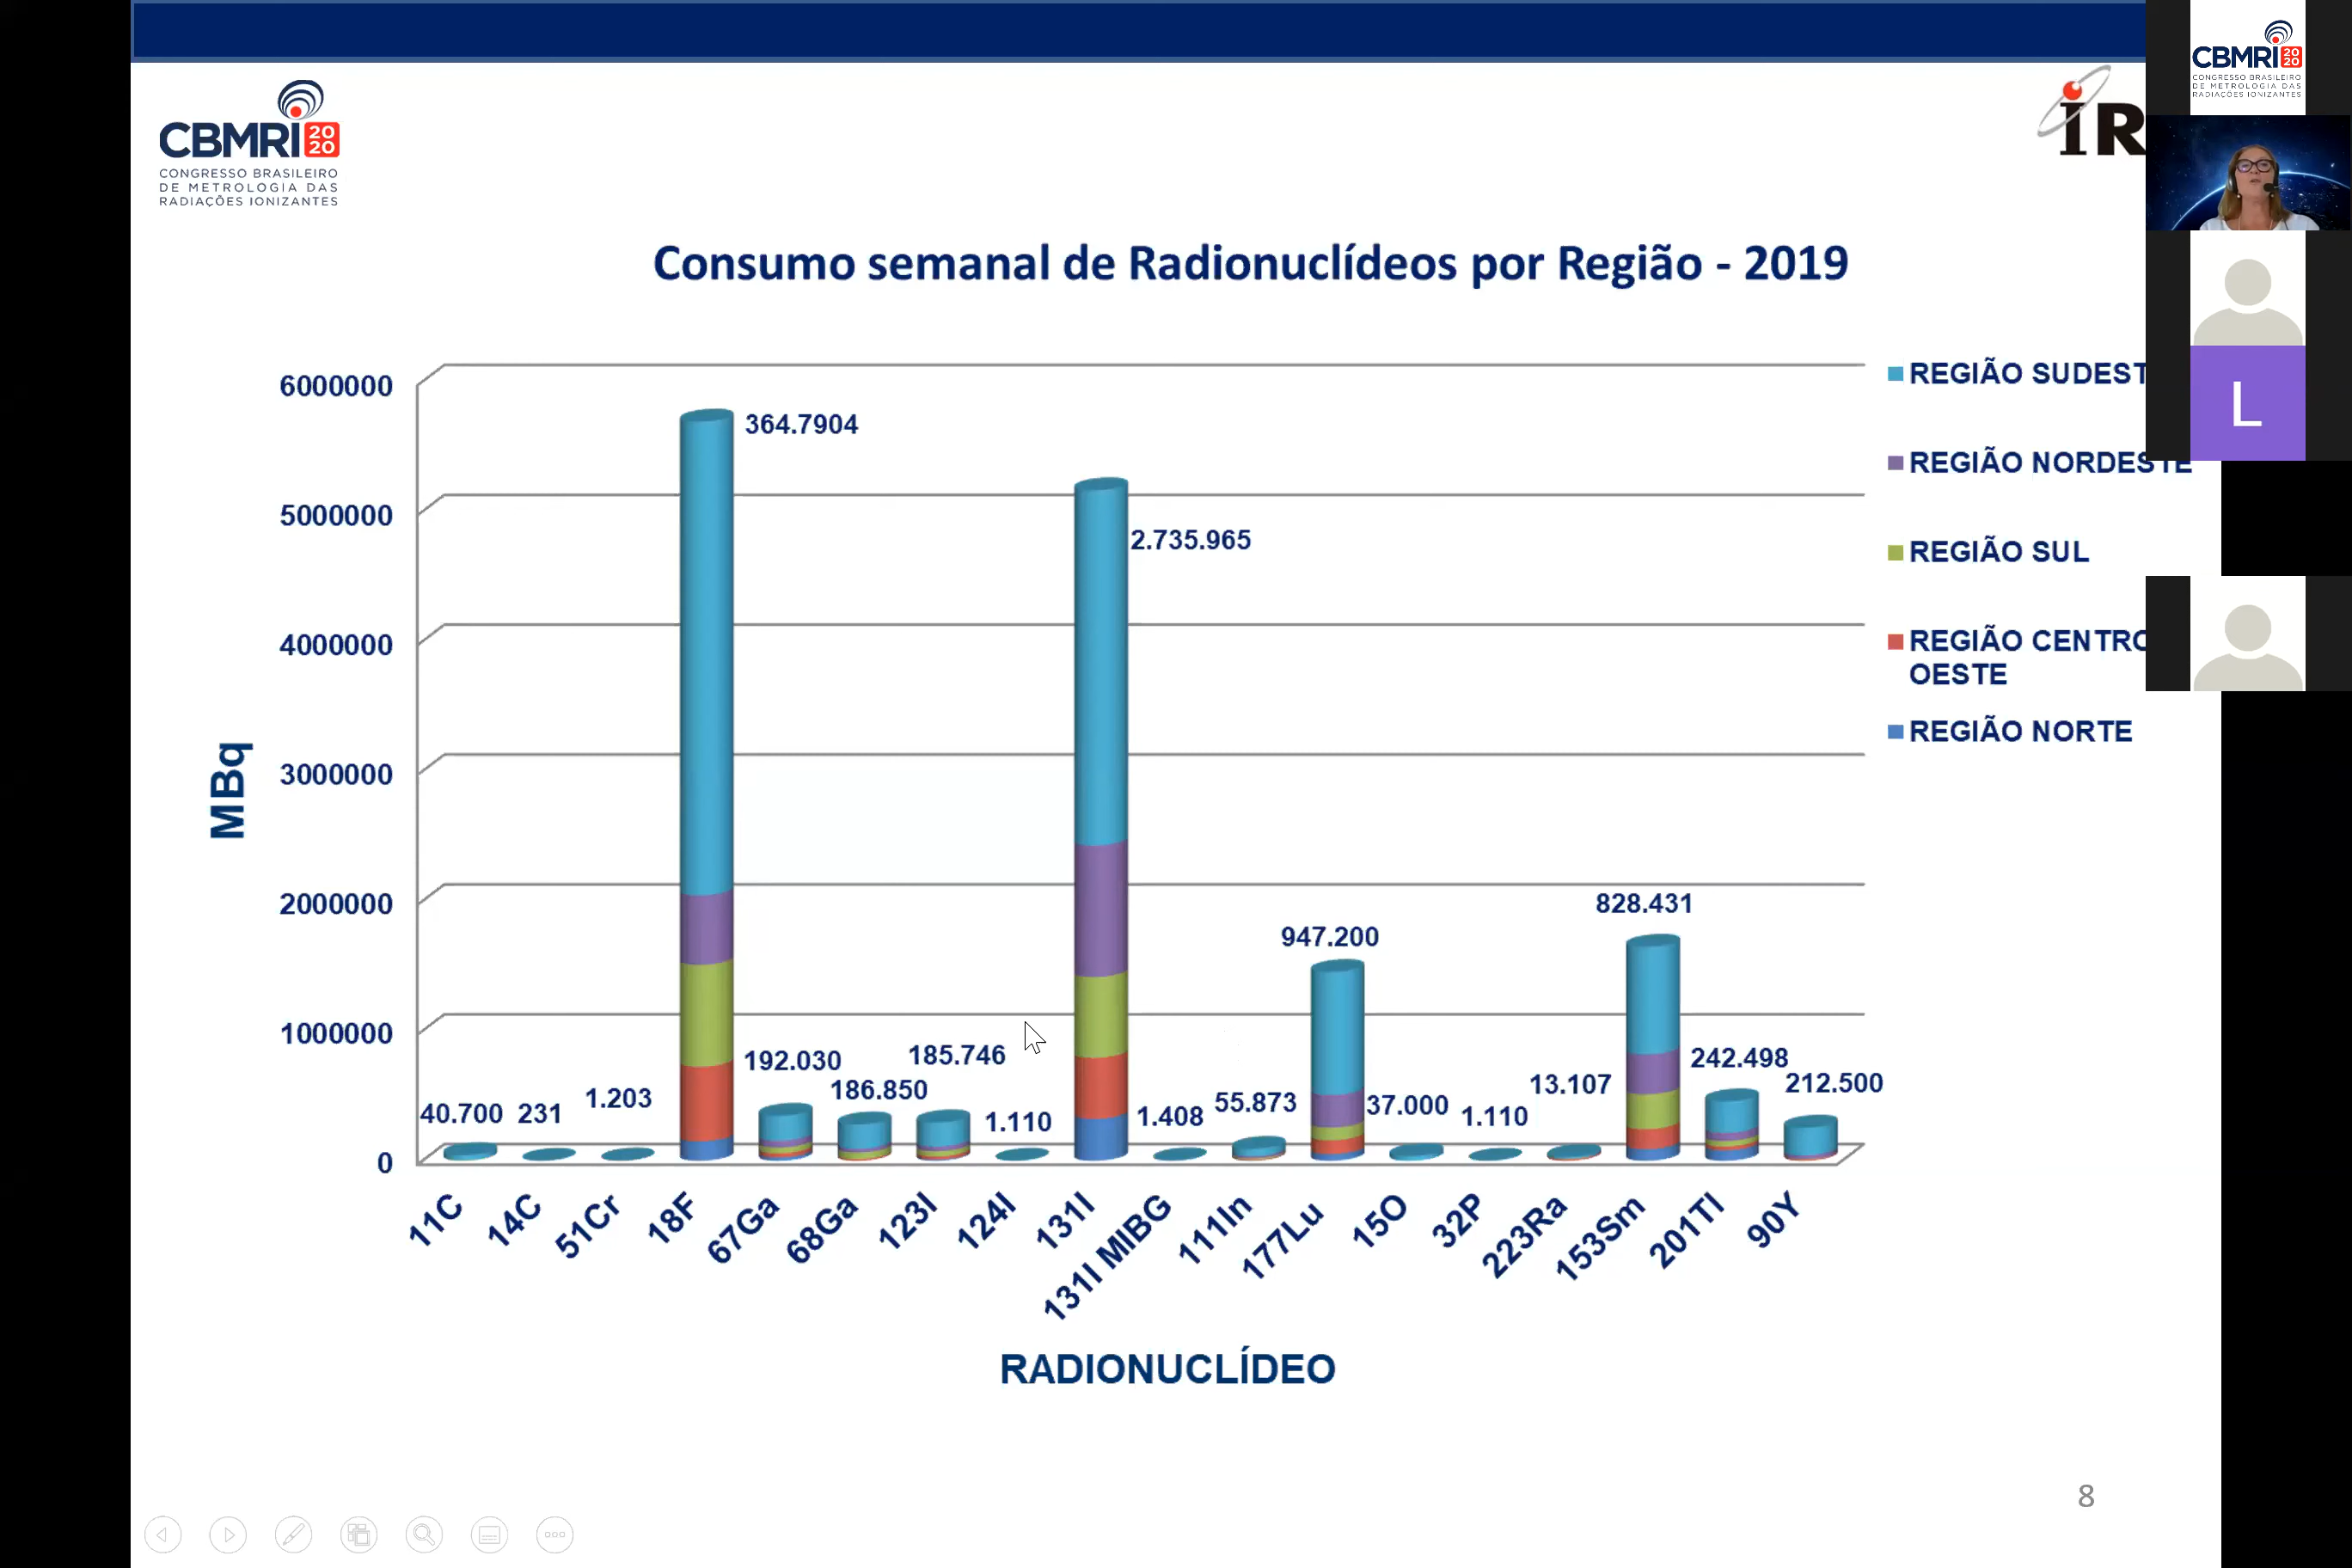 CBMRI 20 20
CONGRESSO BRASILEIRO
DE METROLOGIA DAS
RADIAÇÕES IONIZANTES
IR
CBMRI 20 20
CONGRESSO BRASILEIRO
DE METROLOGIA DAS
RADIAÇÕES IONIZANTES
Consumo semanal de Radionuclídeos por Região - 2019
6000000
5000000
4000000
3000000
2000000
1000000
0
MBq
364.7904
2.735.965
947.200
828.431
192.030
186.850
185.746
242.498
212.500
40.700
231
1.203
1.110
1.408
55.873
37.000
1.110
13.107
11C
14C
51Cr
18F
67Ga
68Ga
123I
124I
131I
131I MIBG
111In
177Lu
15O
32P
223Ra
153Sm
201Tl
90Y
RADIONUCLÍDEO
REGIÃO SUDEST
REGIÃO NORDESTE
REGIÃO SUL
REGIÃO CENTRO
OESTE
REGIÃO NORTE
L
8